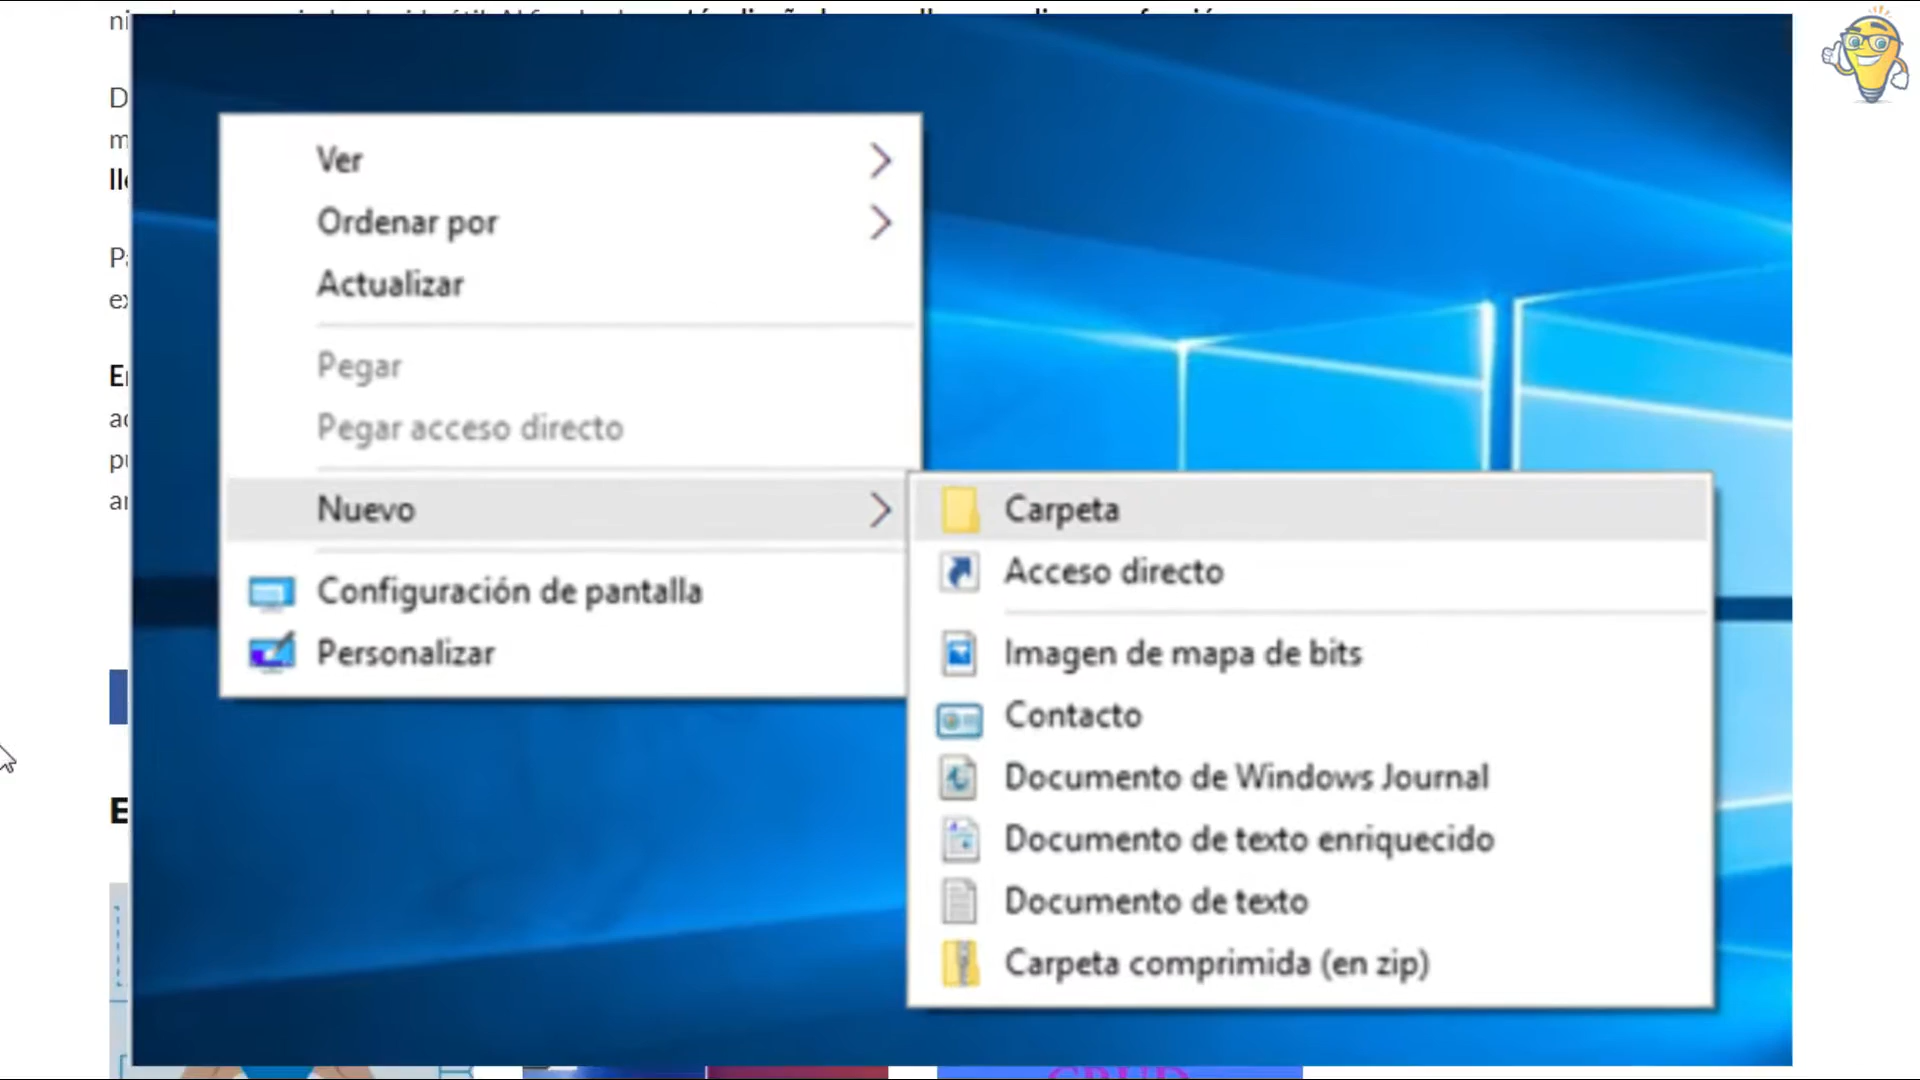 Ver
Ordenar por
Actualizar
Pegar
Pegar acceso directo
Nuevo
Configuración de pantalla
Personalizar
Carpeta
Acceso directo
Imagen de mapa de bits
Contacto
Documento de Windows Journal
Documento de texto enriquecido
Documento de texto
Carpeta comprimida (en zip)